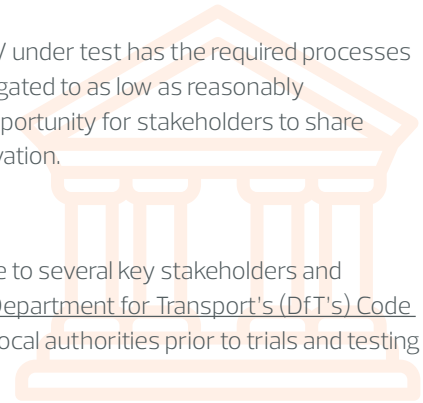 under test has the required processes
gated to as low as reasonably
portunity for stakeholders to share
vation.
e to several key stakeholders and
Department for Transport's (DfT's) Code
ocal authorities prior to trials and testing